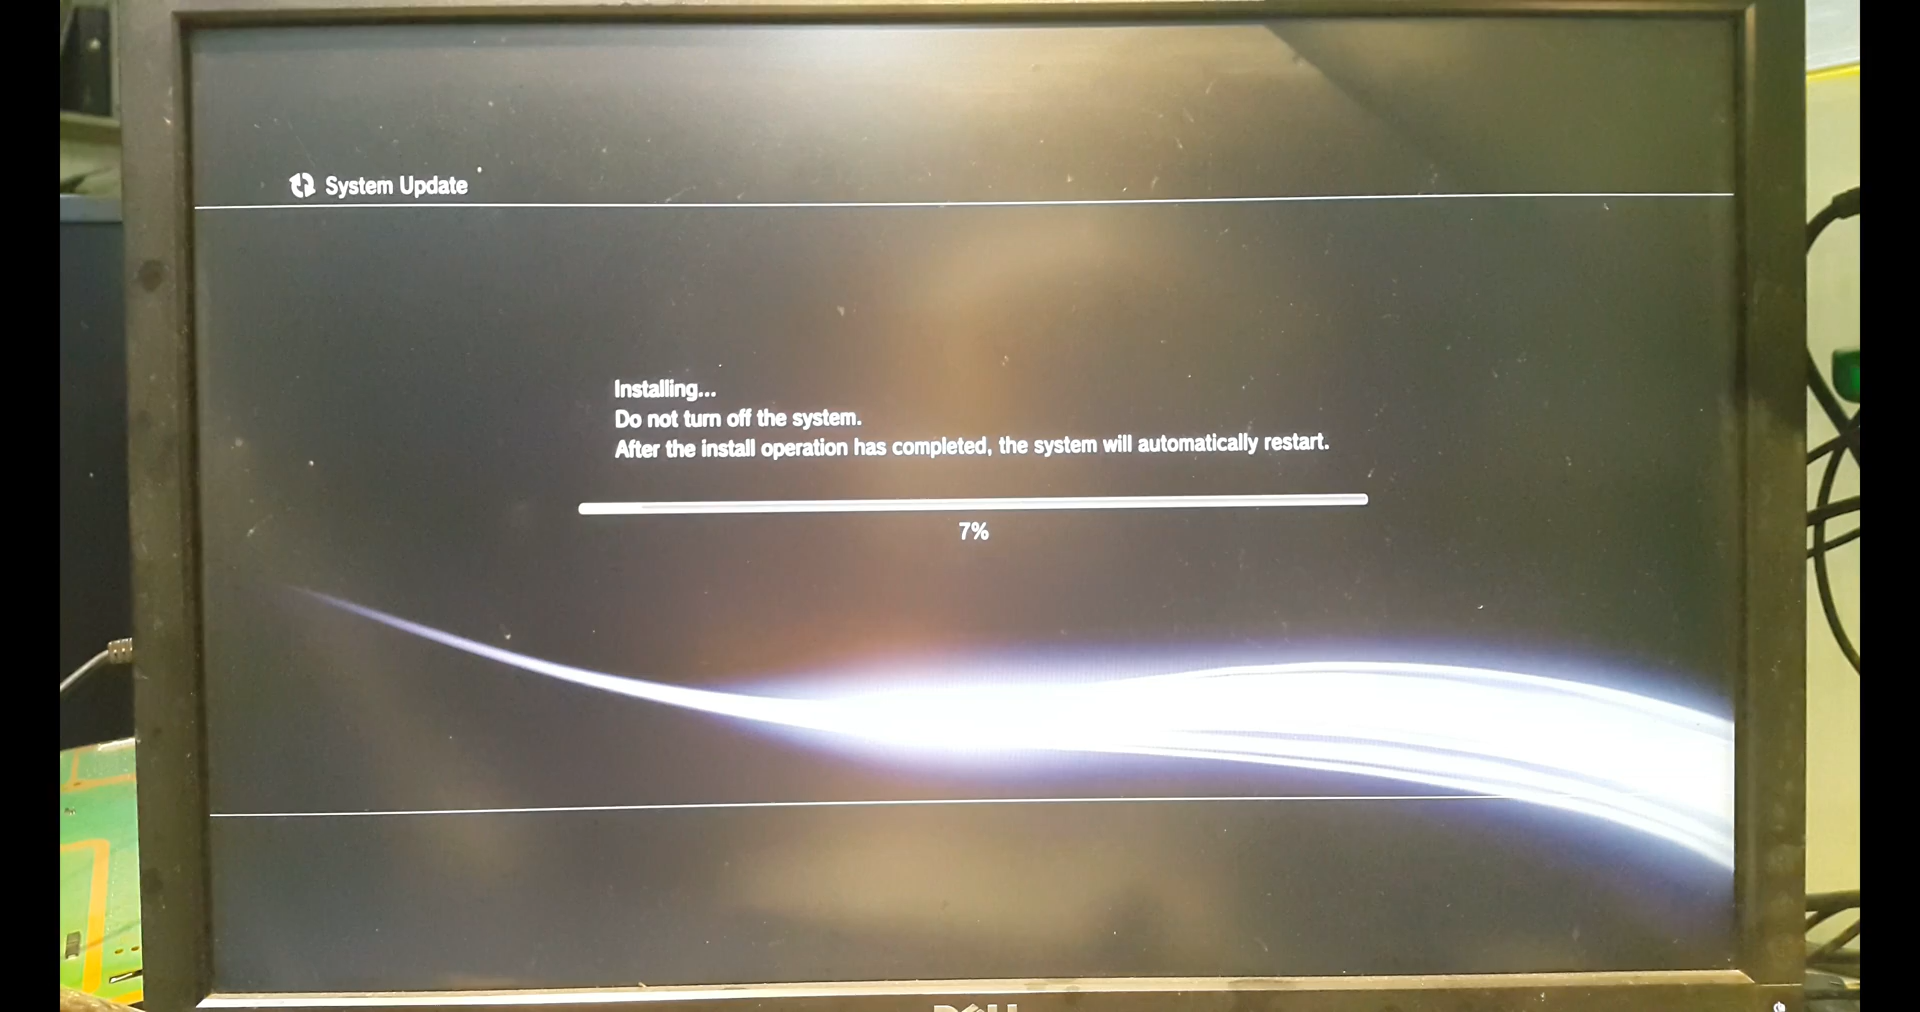 System Update
Installing...
Do not turn off the system.
After the install operation has completed, the system will automatically restart.
7%
DELL